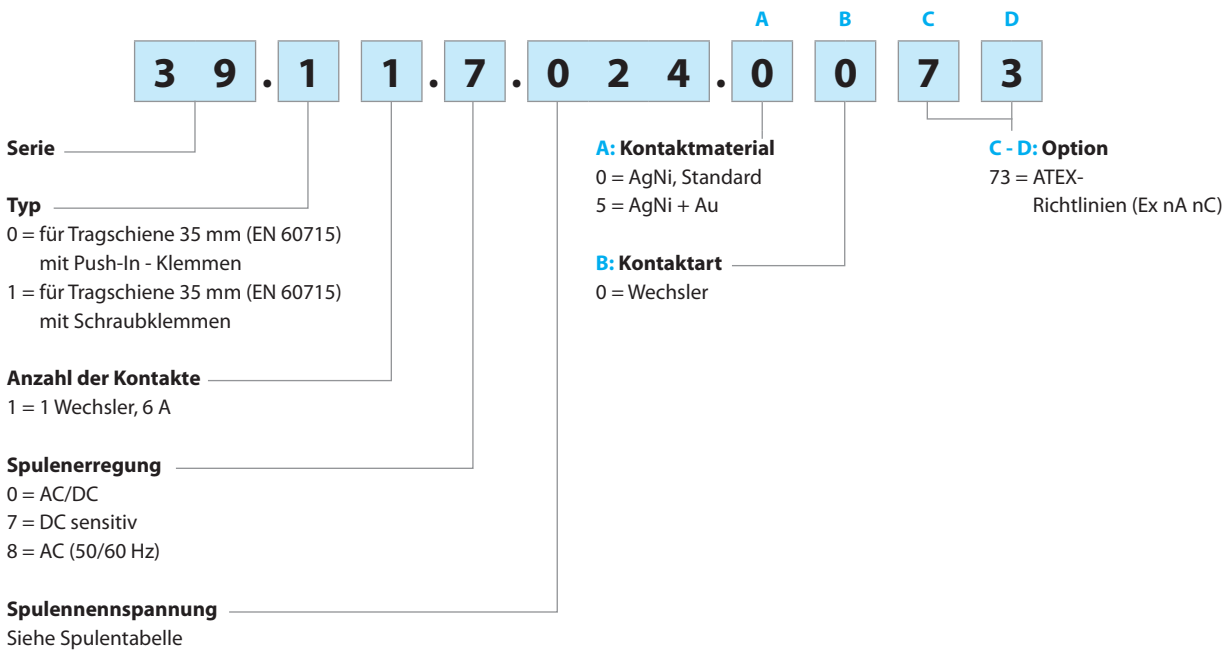 A B C D
3 9 . 1 1 . 7 . 0 2 4 . 0 0 7 3
Serie
Typ
0 = für Tragschiene 35 mm (EN 60715)
mit Push-In - Klemmen
1 = für Tragschiene 35 mm (EN 60715)
mit Schraubklemmen
Anzahl der Kontakte
1 = 1 Wechsler, 6 A
Spulenerregung
0 = AC/DC
7 = DC sensitiv
8 = AC (50/60 Hz)
Spulennennspannung
Siehe Spulentabelle
A: Kontaktmaterial
0 = AgNi, Standard
5 = AgNi + Au
B: Kontaktart
0 = Wechsler
C - D: Option
73 = ATEX-
Richtlinien (Ex nA nC)